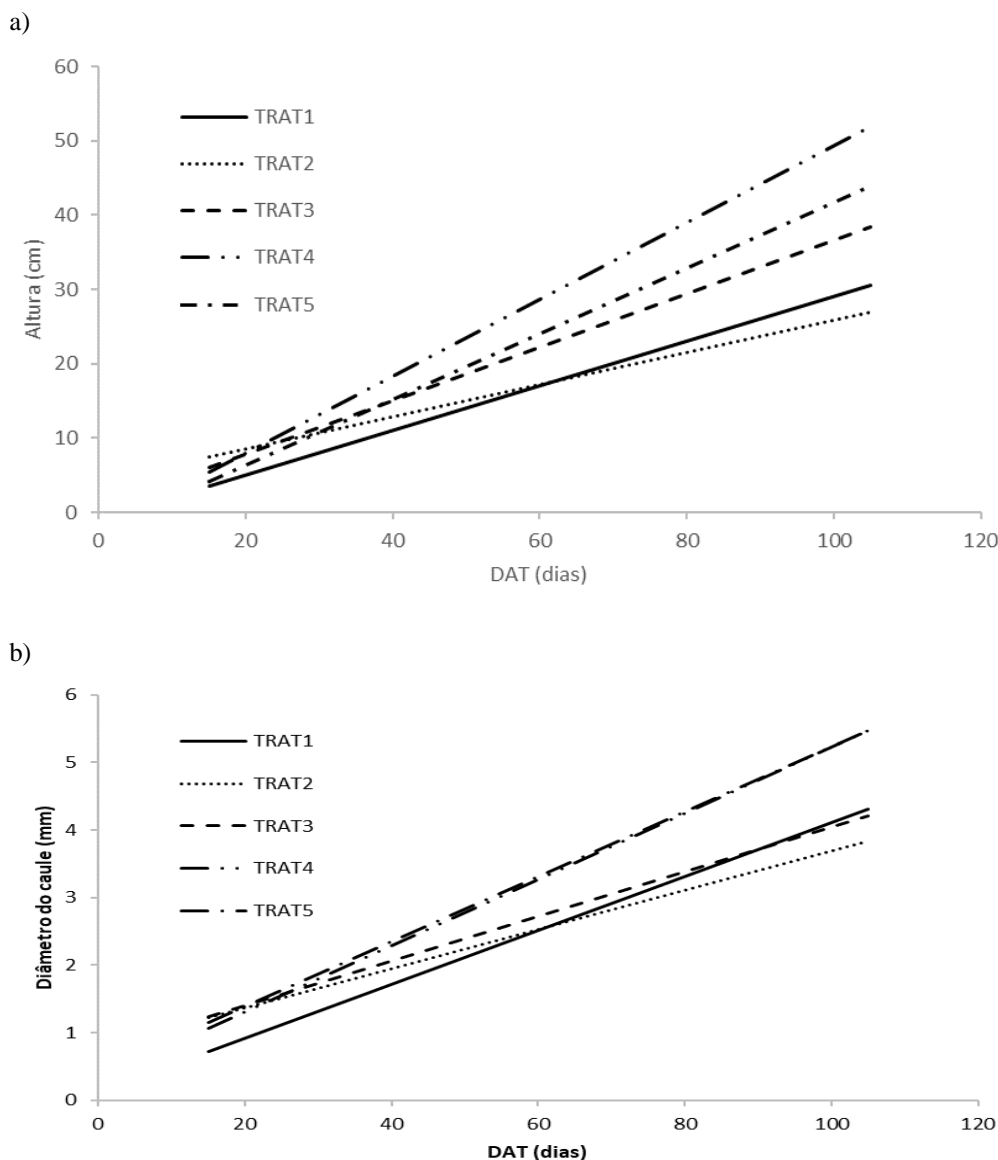 a)
60
50
40
30
20
10
0
Altura (cm)
TRAT1
TRAT2
TRAT3
TRAT4
TRAT5
0 20 40 60 80 100 120
DAT (dias)
b)
6
5
4
3
2
1
0
Diâmetro do caule (mm)
TRAT1
TRAT2
TRAT3
TRAT4
TRAT5
0 20 40 60 80 100 120
DAT (dias)